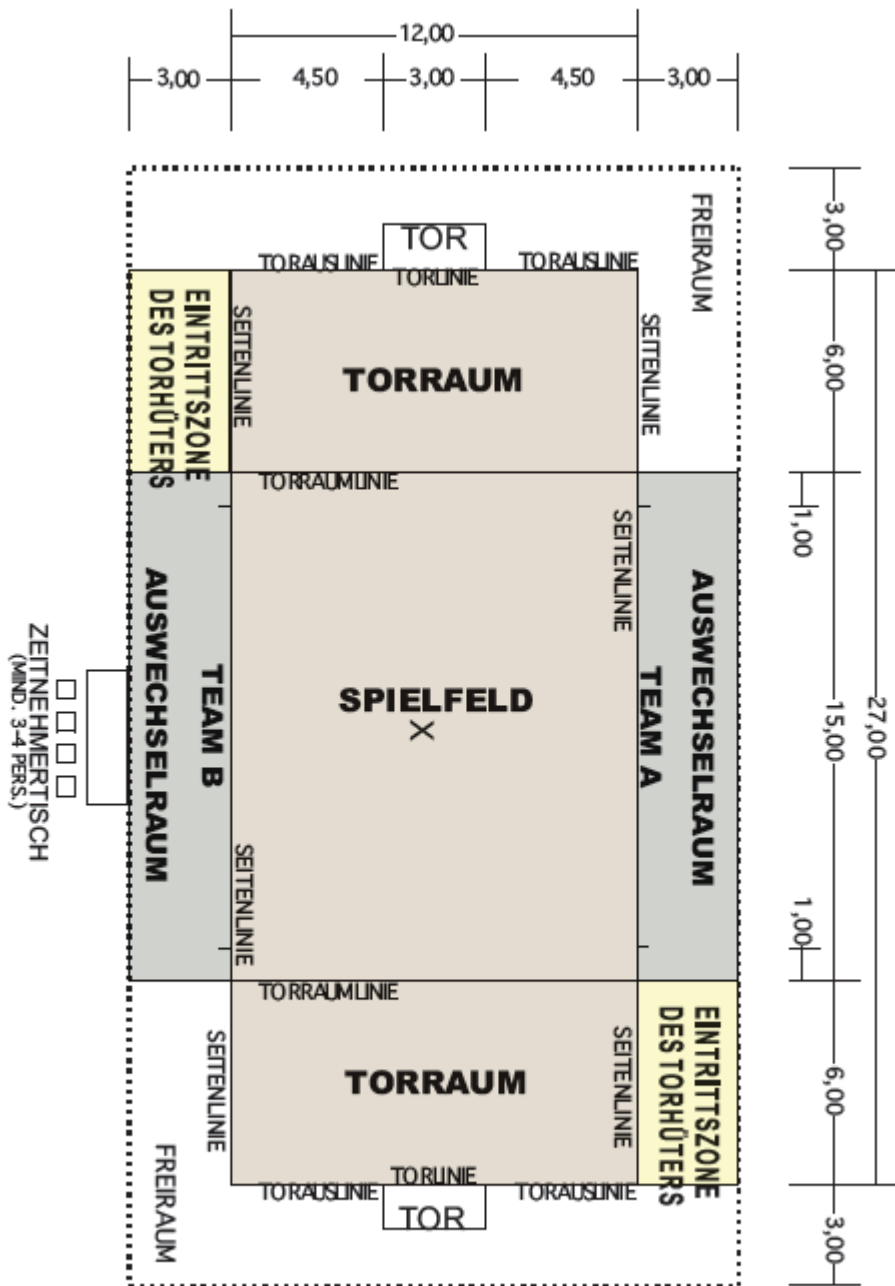 12,00
3,00 4,50 3,00 4,50 3,00
FREIRAUM
3,00
TOR
TORAUSLINIE TORAUSLINIE
TORLINIE
EINTRITTSZONE
DES TORHÜTERS
SEITENLINIE
TORRAUM
SEITENLINIE
6,00
TORRAUMLINIE
1,00
SEITENLINIE
AUSWECHSELRAUM
TEAM B
SPIELFELD
X
TEAM A
AUSWECHSELRAUM
15,00
27,00
ZEITNEHMERTISCH
(MIND. 3-4 PERS.)
SEITENLINIE
1,00
TORRAUMLINIE
SEITENLINIE
TORRAUM
SEITENLINIE
EINTRITTSZONE
DES TORHÜTERS
6,00
FREIRAUM
TORLINIE
TORAUSLINIE TORAUSLINIE
TOR
3,00